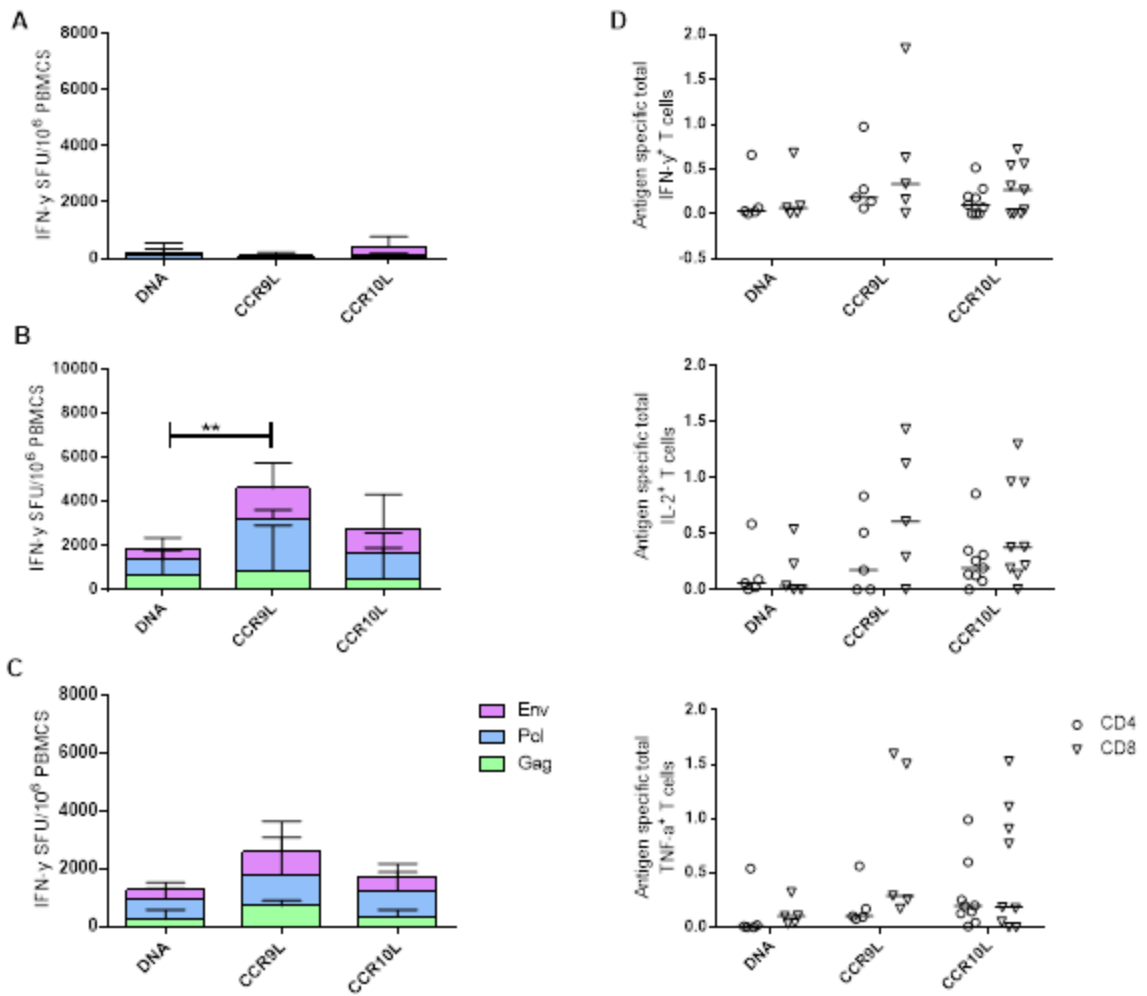 A
IFN-y SFU/10⁶ PBMCS
8000
6000
4000
2000
0
DNA
CCR9L
CCR10L
B
IFN-y SFU/10⁶ PBMCS
10000
8000
6000
4000
2000
0
**
DNA
CCR9L
CCR10L
C
IFN-y SFU/10⁶ PBMCS
8000
6000
4000
2000
0
DNA
CCR9L
CCR10L
Env
Pol
Gag
D
Antigen specific total
IFN-y⁺ T cells
2.0
1.5
1.0
0.5
0.0
-0.5
DNA
CCR9L
CCR10L
Antigen specific total
IL-2⁺ T cells
2.0
1.5
1.0
0.5
0.0
DNA
CCR9L
CCR10L
Antigen specific total
TNF-a⁺ T cells
2.0
1.5
1.0
0.5
0.0
DNA
CCR9L
CCR10L
CD4
CD8